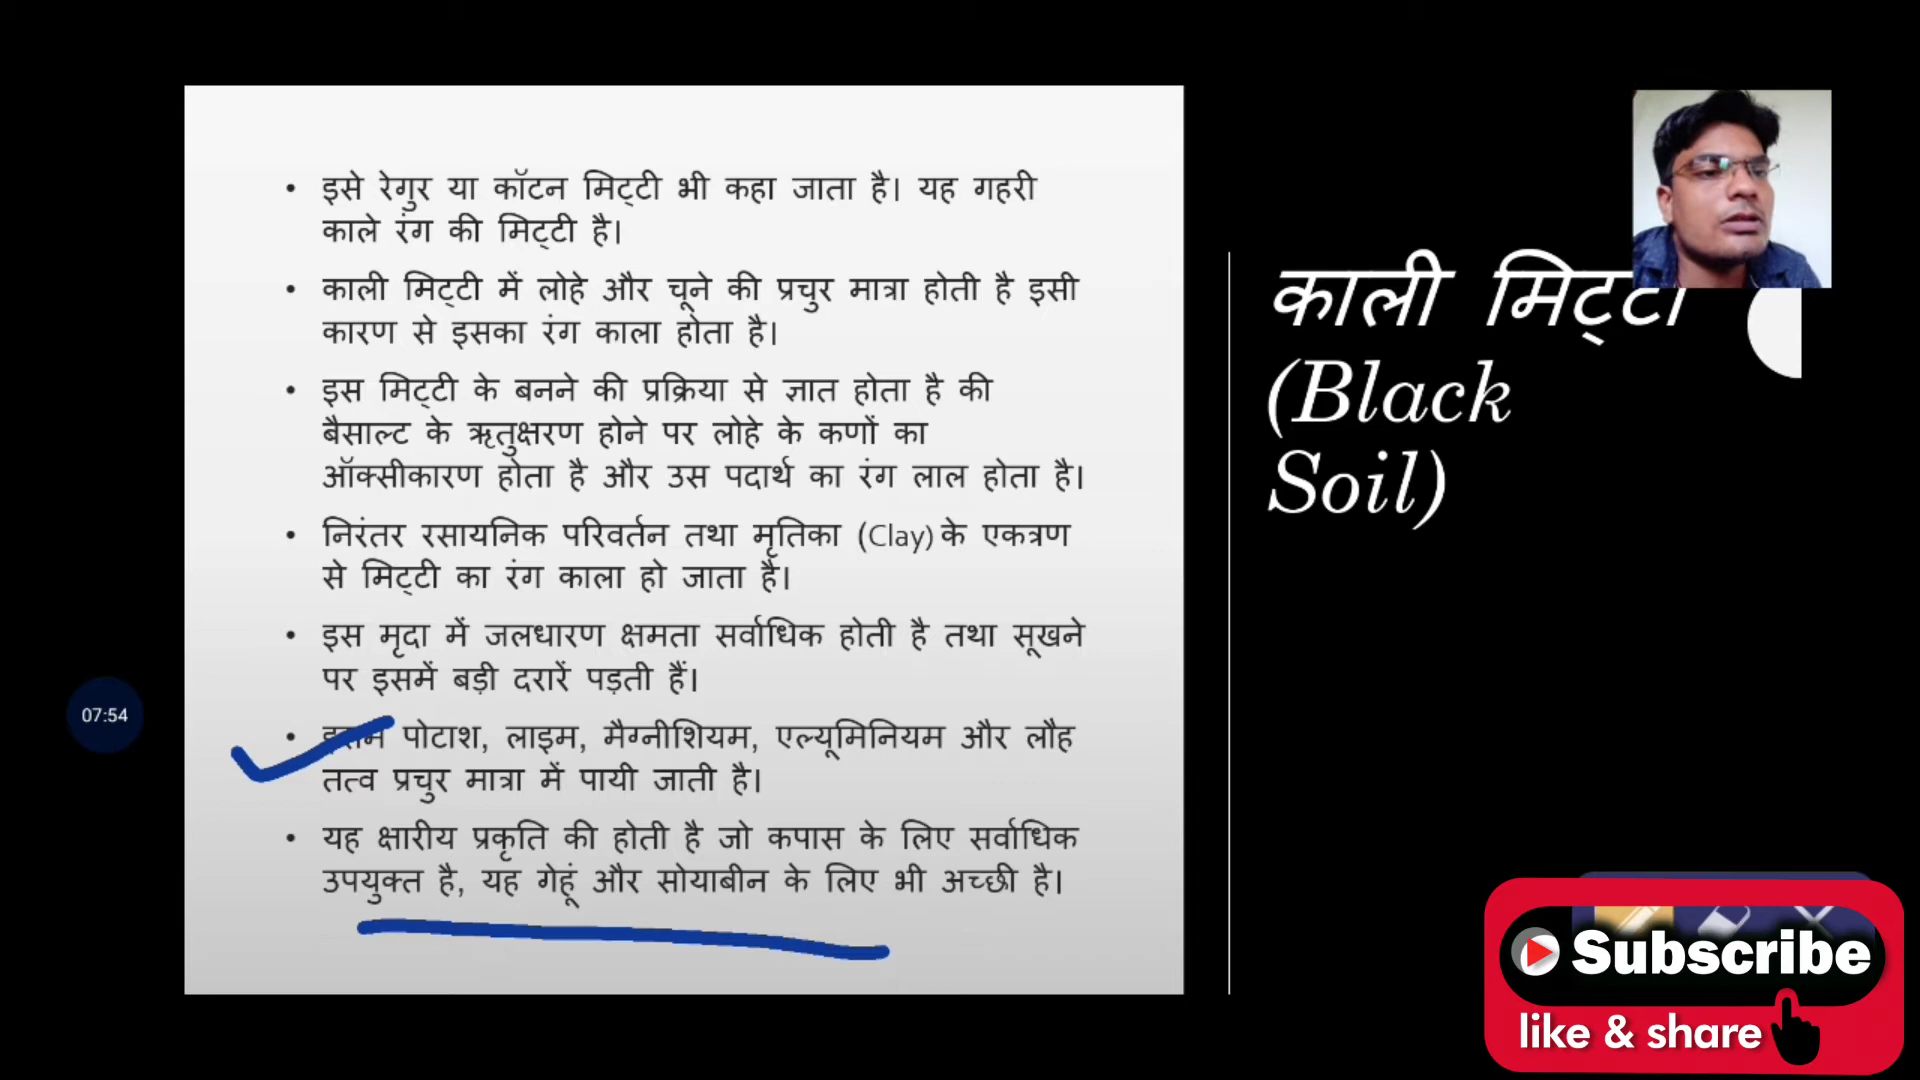 इसे रेगुर या कॉटन मिट्टी भी कहा जाता है। यह गहरी
काले रंग की मिट्टी है।
काली मिट्टी में लोहे और चूने की प्रचुर मात्रा होती है इसी
कारण से इसका रंग काला होता है।
इस मिट्टी के बनने की प्रक्रिया से ज्ञात होता है की
बैसाल्ट के ऋतुक्षरण होने पर लोहे के कणों का
ऑक्सीकारण होता है और उस पदार्थ का रंग लाल होता है।
निरंतर रसायनिक परिवर्तन तथा मृतिका (Clay) के एकत्रण
से मिट्टी का रंग काला हो जाता है।
इस मृदा में जलधारण क्षमता सर्वाधिक होती है तथा सूखने
पर इसमें बड़ी दरारें पड़ती हैं।
इसमें पोटाश, लाइम, मैग्नीशियम, एल्यूमिनियम और लौह
तत्व प्रचुर मात्रा में पायी जाती है।
यह क्षारीय प्रकृति की होती है जो कपास के लिए सर्वाधिक
उपयुक्त है, यह गेहूं और सोयाबीन के लिए भी अच्छी है।
काली मिट्टी
(Black
Soil)
07:54
Subscribe
like & share